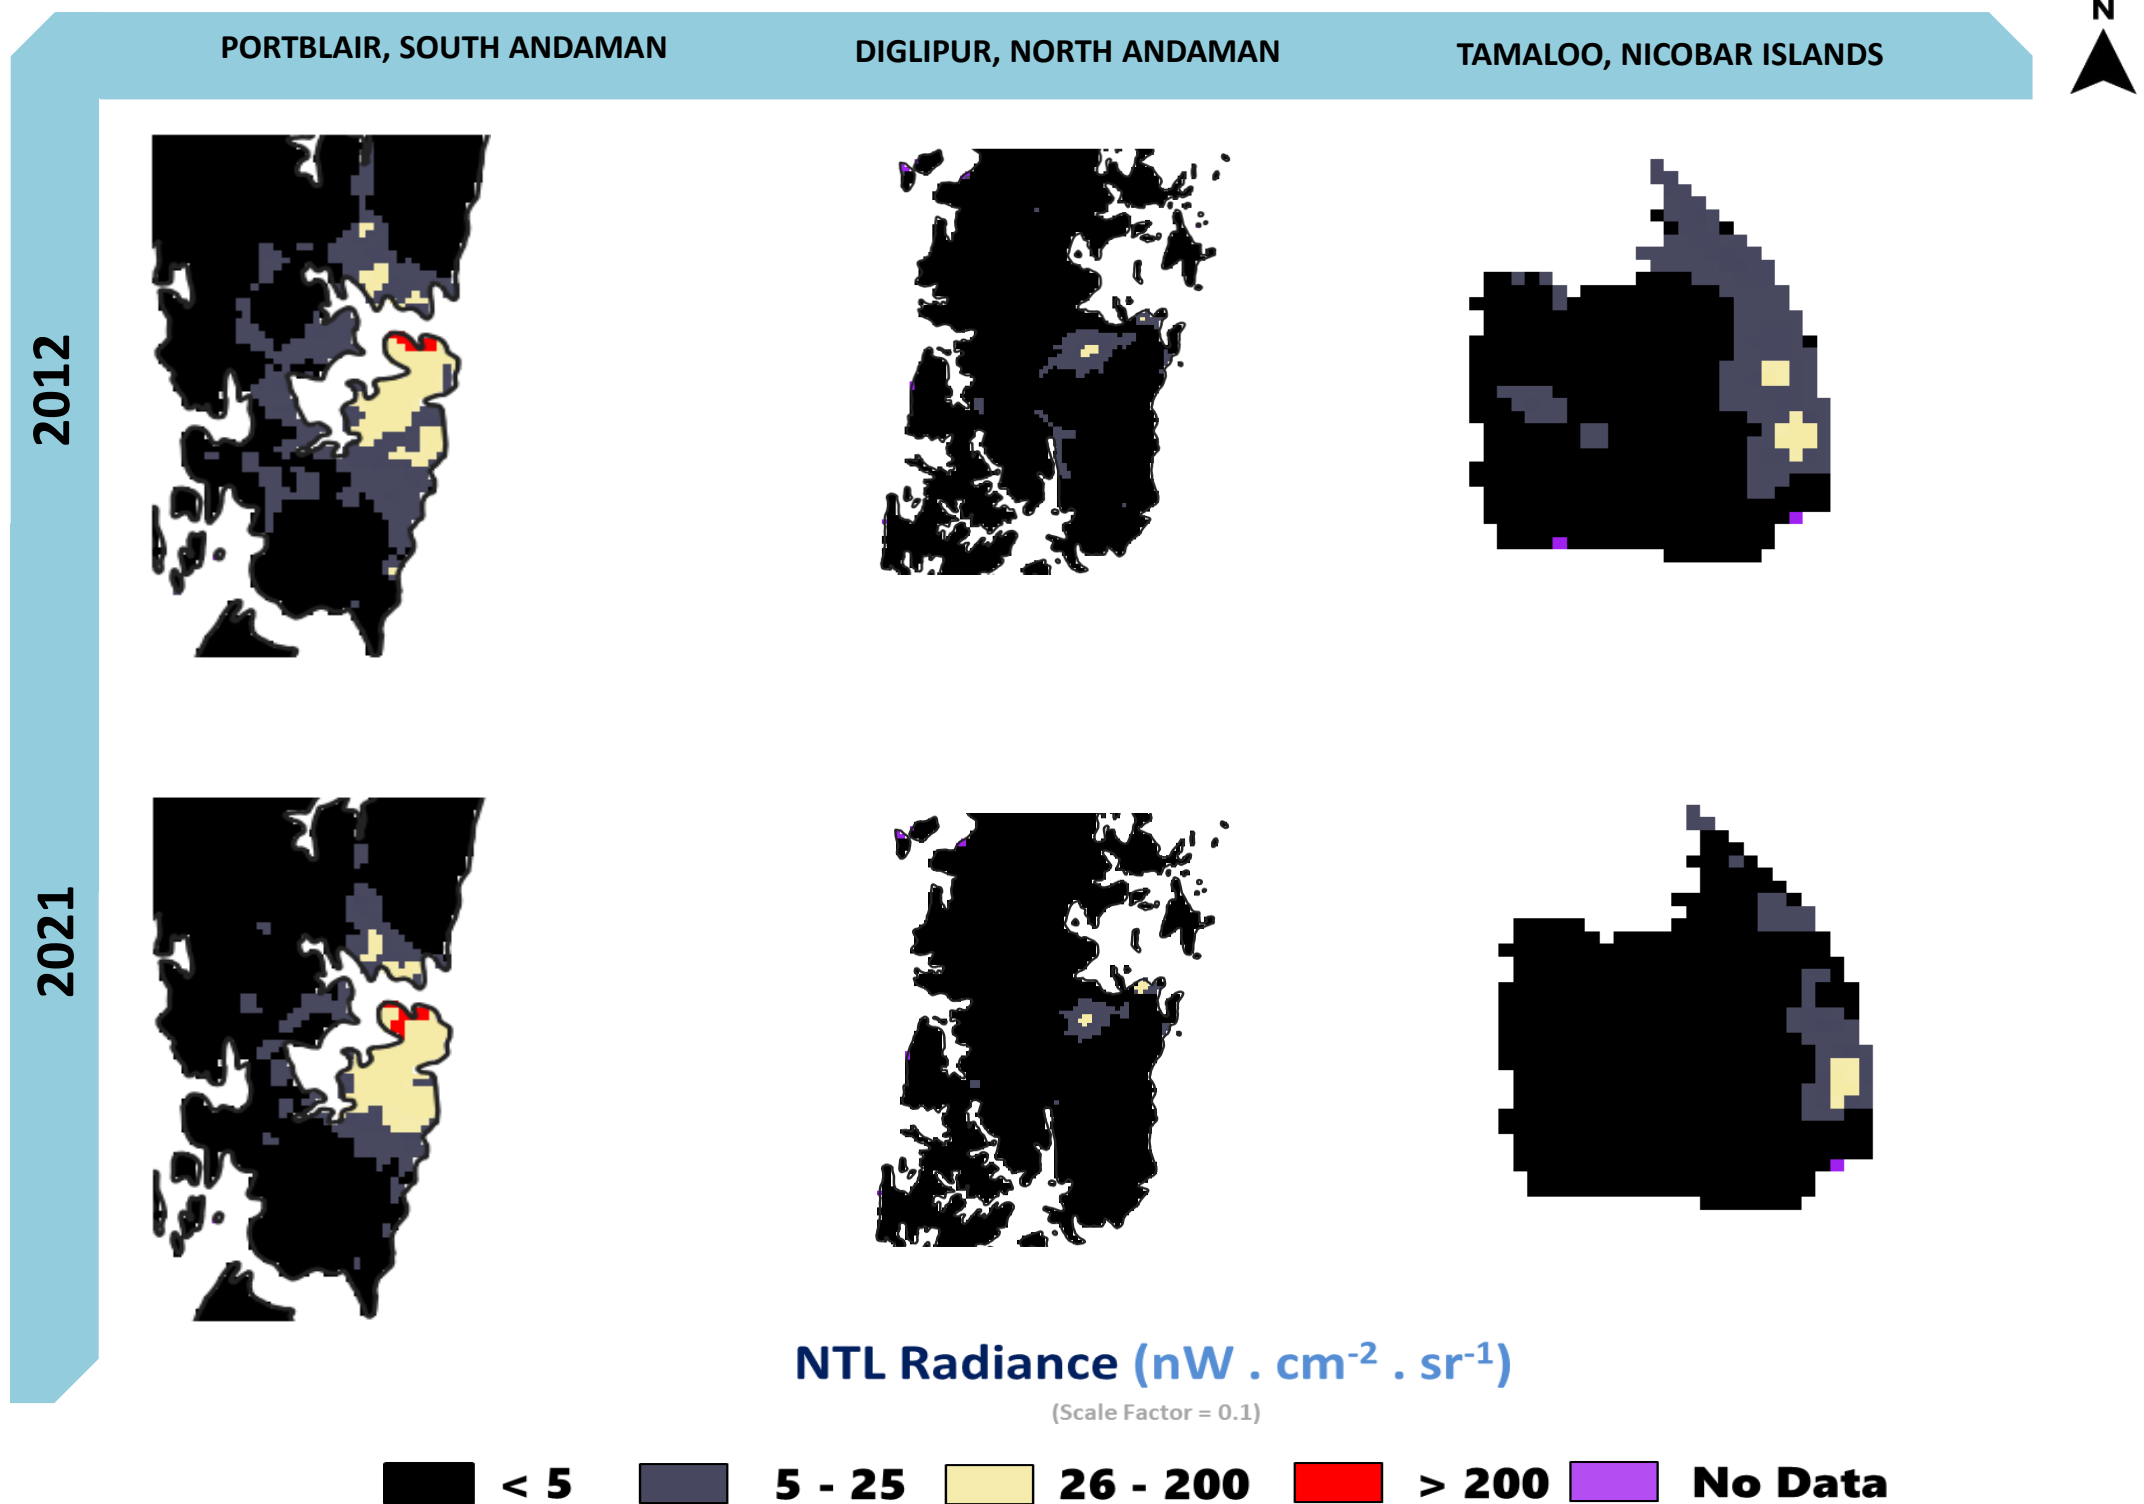 N
PORTBLAIR, SOUTH ANDAMAN
DIGLIPUR, NORTH ANDAMAN
TAMALOO, NICOBAR ISLANDS
2012
2021
NTL Radiance (nW . cm⁻² . sr⁻¹)
(Scale Factor = 0.1)
< 5
5 - 25
26 - 200
> 200
No Data